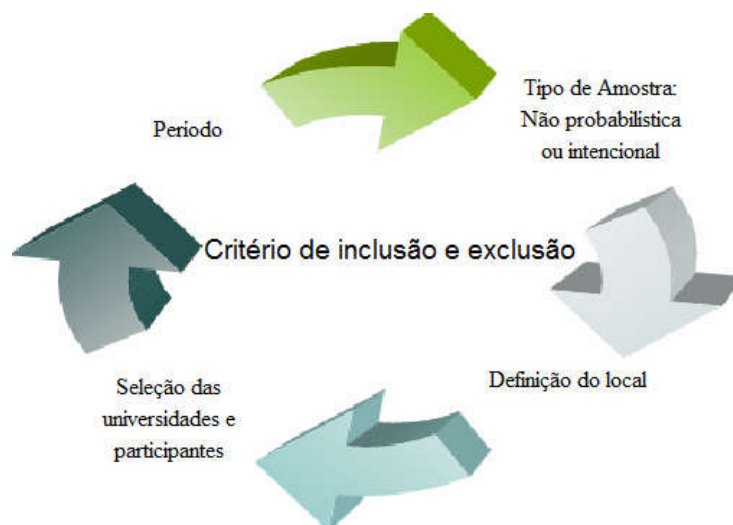 Periodo
Tipo de Amostra:
Não probabilística
ou intencional
Critério de inclusão e exclusão
Definição do local
Seleção das
universidades e
participantes